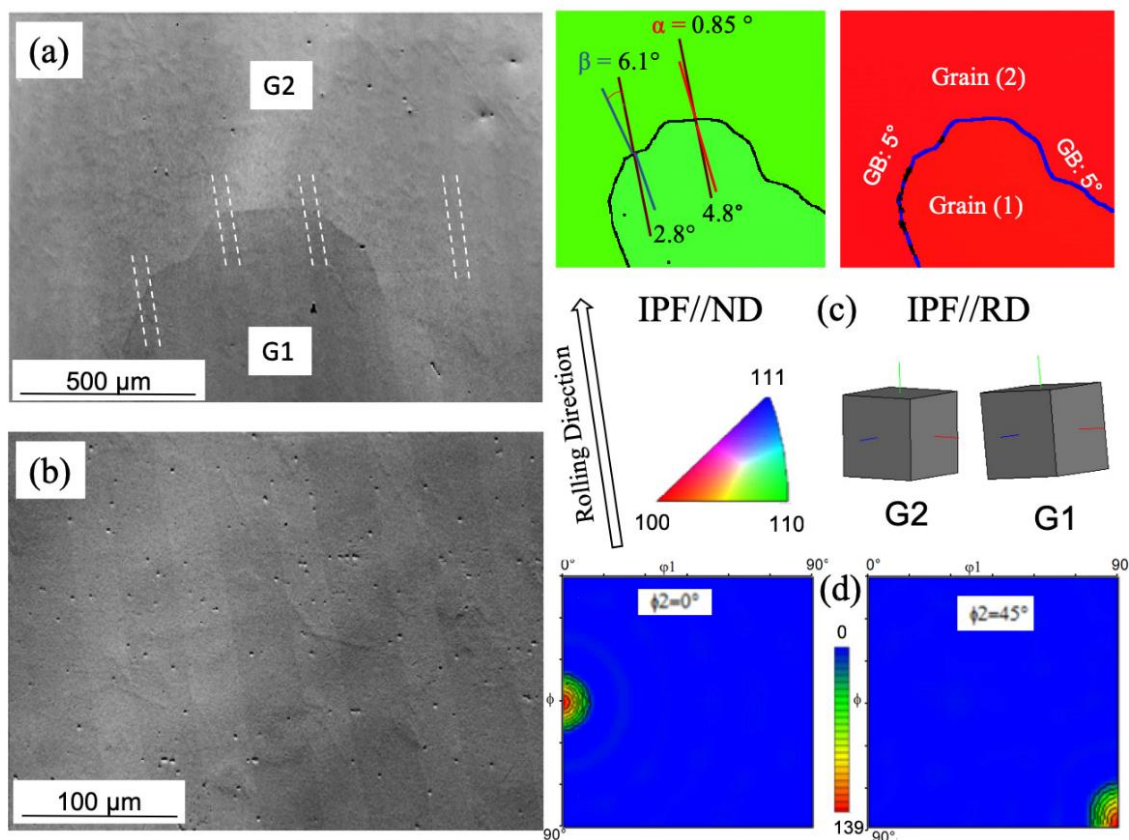 (a)
G2
G1
500 µm
(b)
100 µm
α = 0.85 °
β = 6.1°
4.8°
2.8°
Grain (2)
GB: 5°
GB: 5°
Grain (1)
IPF//ND
(c)
IPF//RD
Rolling Direction
111
100
110
G2
G1
0°
φ1
90°
ϕ2=0°
ϕ
90°
(d)
0
139
0°
φ1
90
ϕ2=45°
ϕ
90°